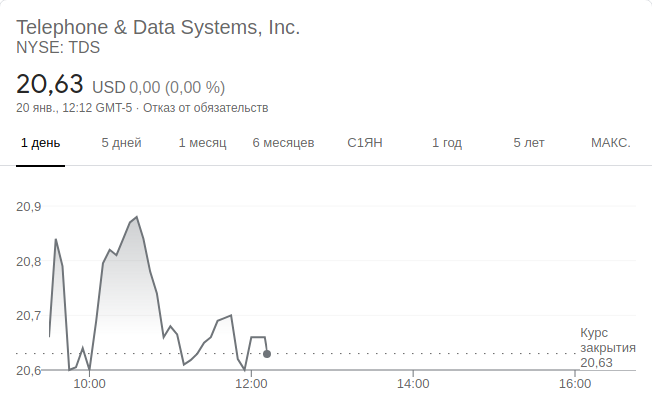 Telephone & Data Systems, Inc.
NYSE: TDS
20,63 USD 0,00 (0,00 %)
20 янв., 12:12 GMT-5 · Отказ от обязательств
1 день 5 дней 1 месяц 6 месяцев С1ЯН 1 год 5 лет МАКС.
20,9
20,8
20,7
Курс
закрытия
20,63
20,6
10:00 12:00 14:00 16:00